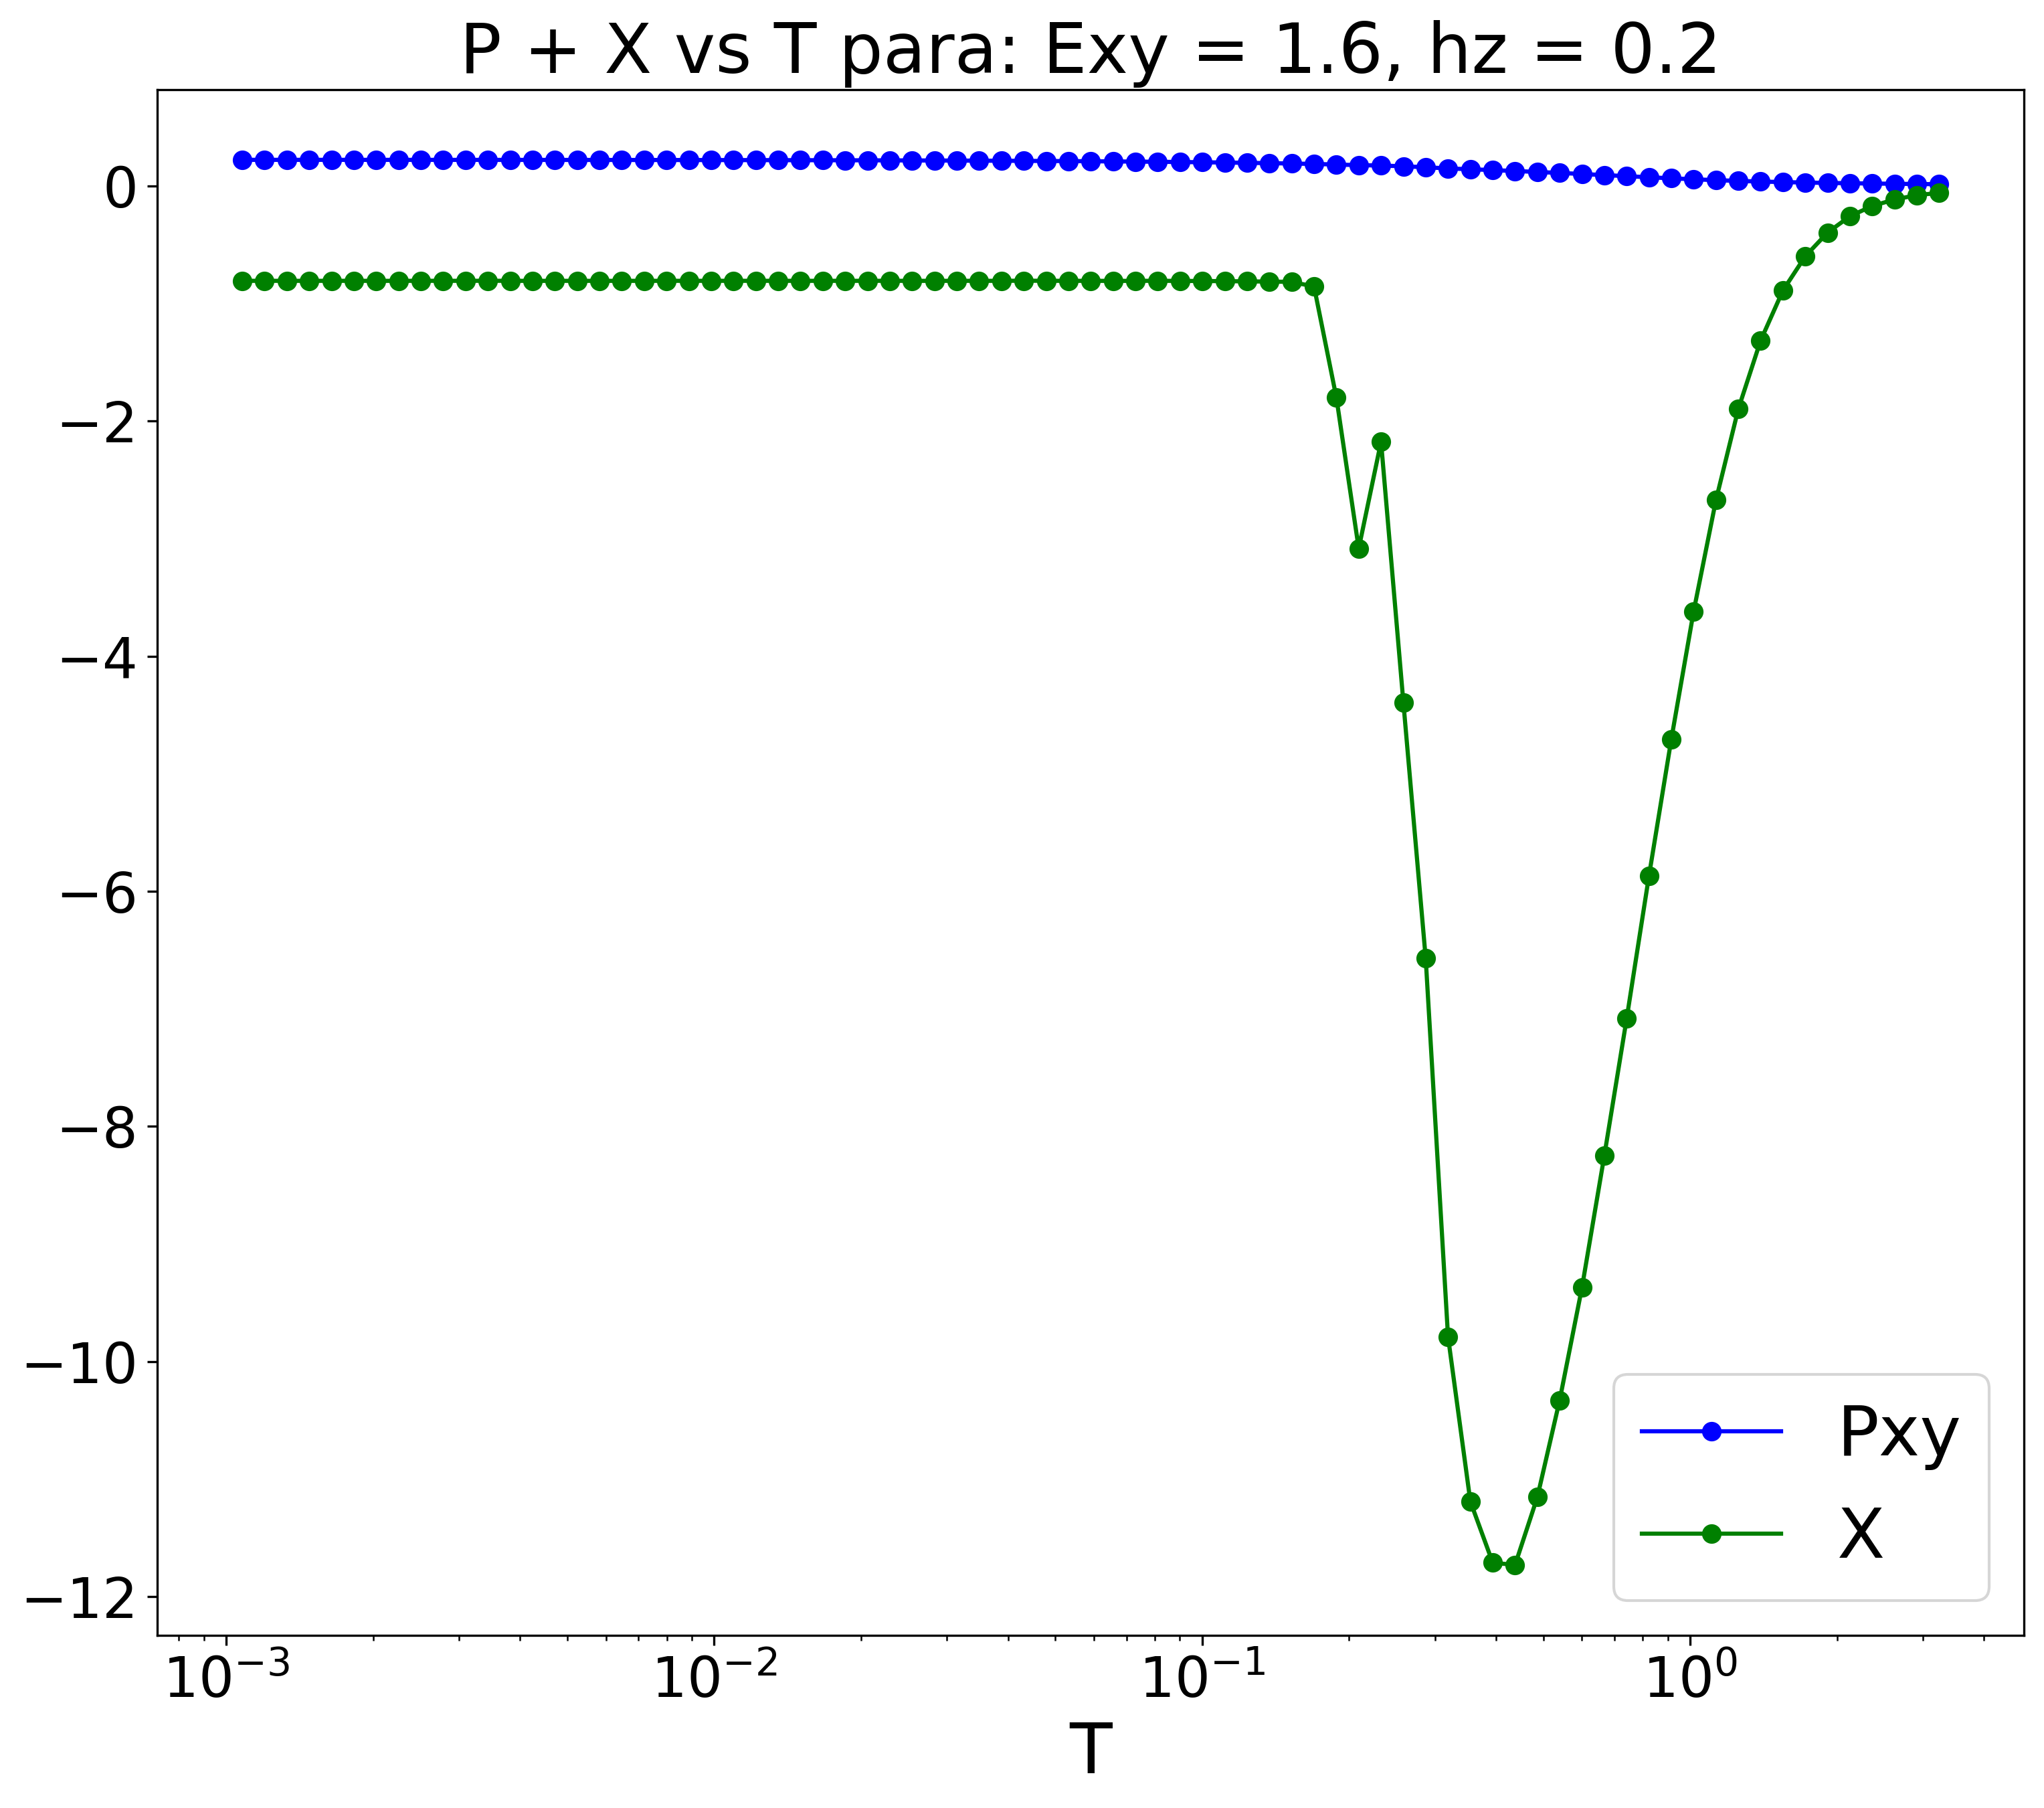 P + X vs T para: Exy = 1.6, hz = 0.2
0
−2
−4
−6
−8
−10
−12
Pxy
X
10⁻³ 10⁻² 10⁻¹ 10⁰
T